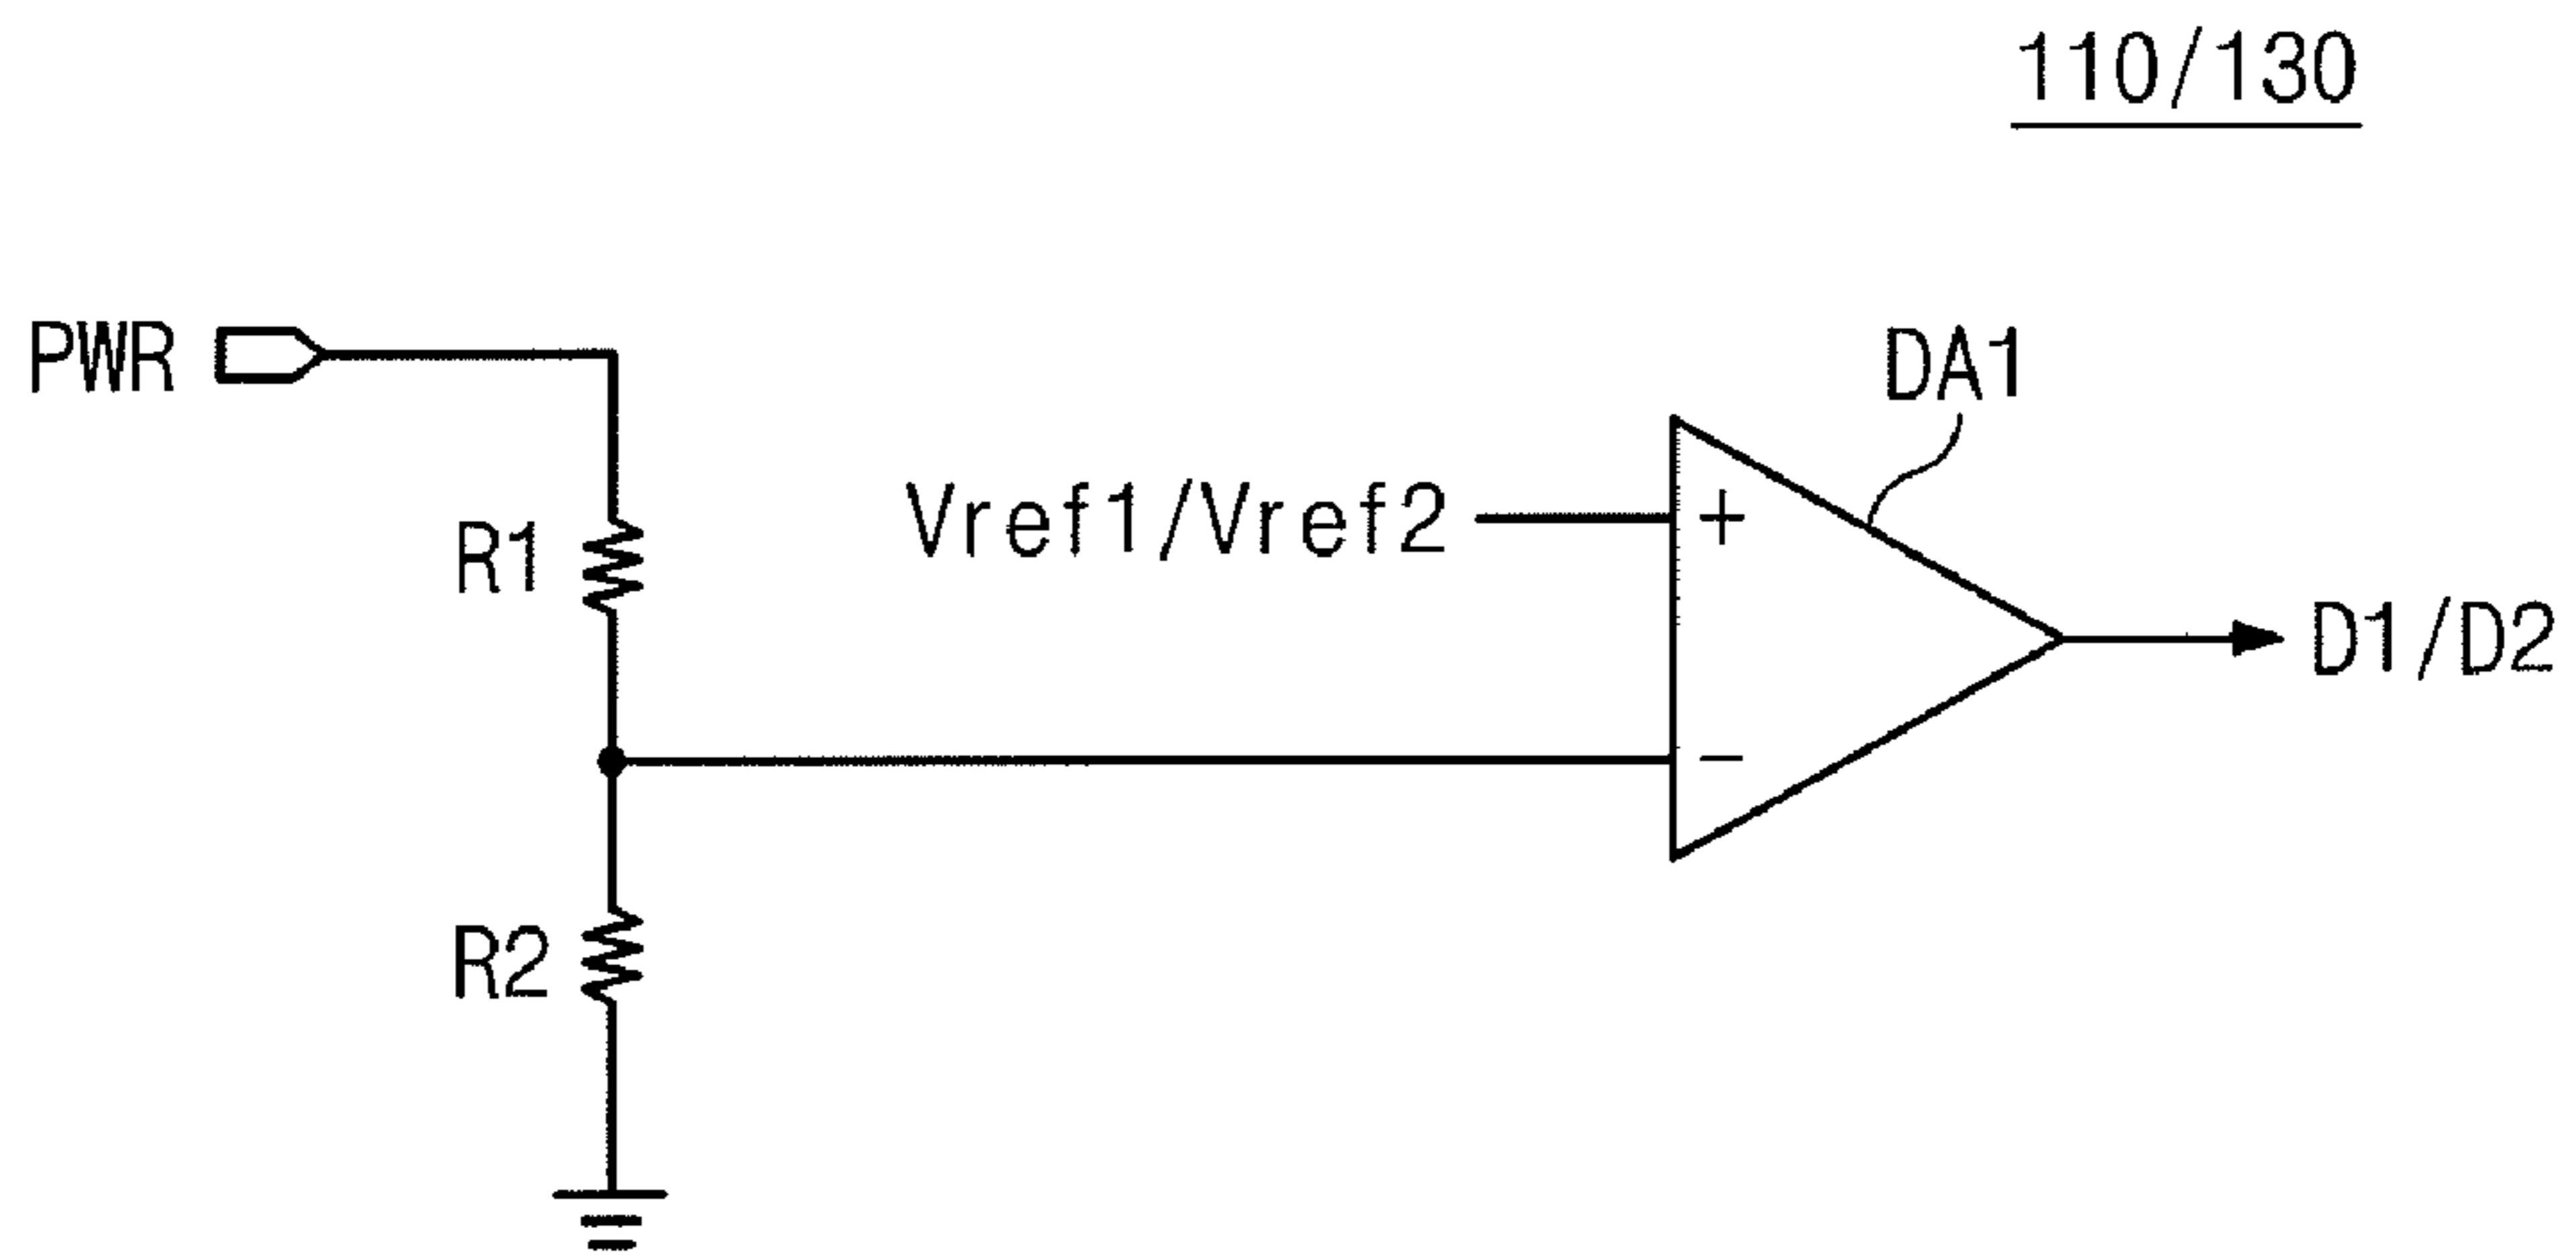 110/130
PWR
DA1
Vref1/Vref2
+
R1
D1/D2
-
R2